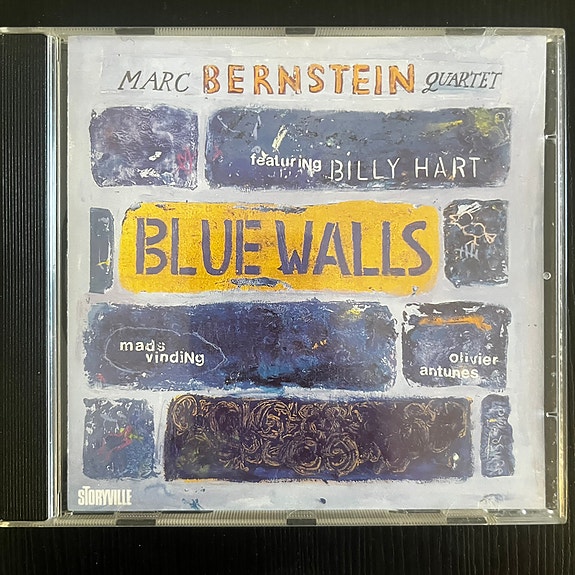 MARC BERNSTEIN QUARTET
featuring BILLY HART
BLUE WALLS
mads
vinding
olivier
antunes
STORYVILLE